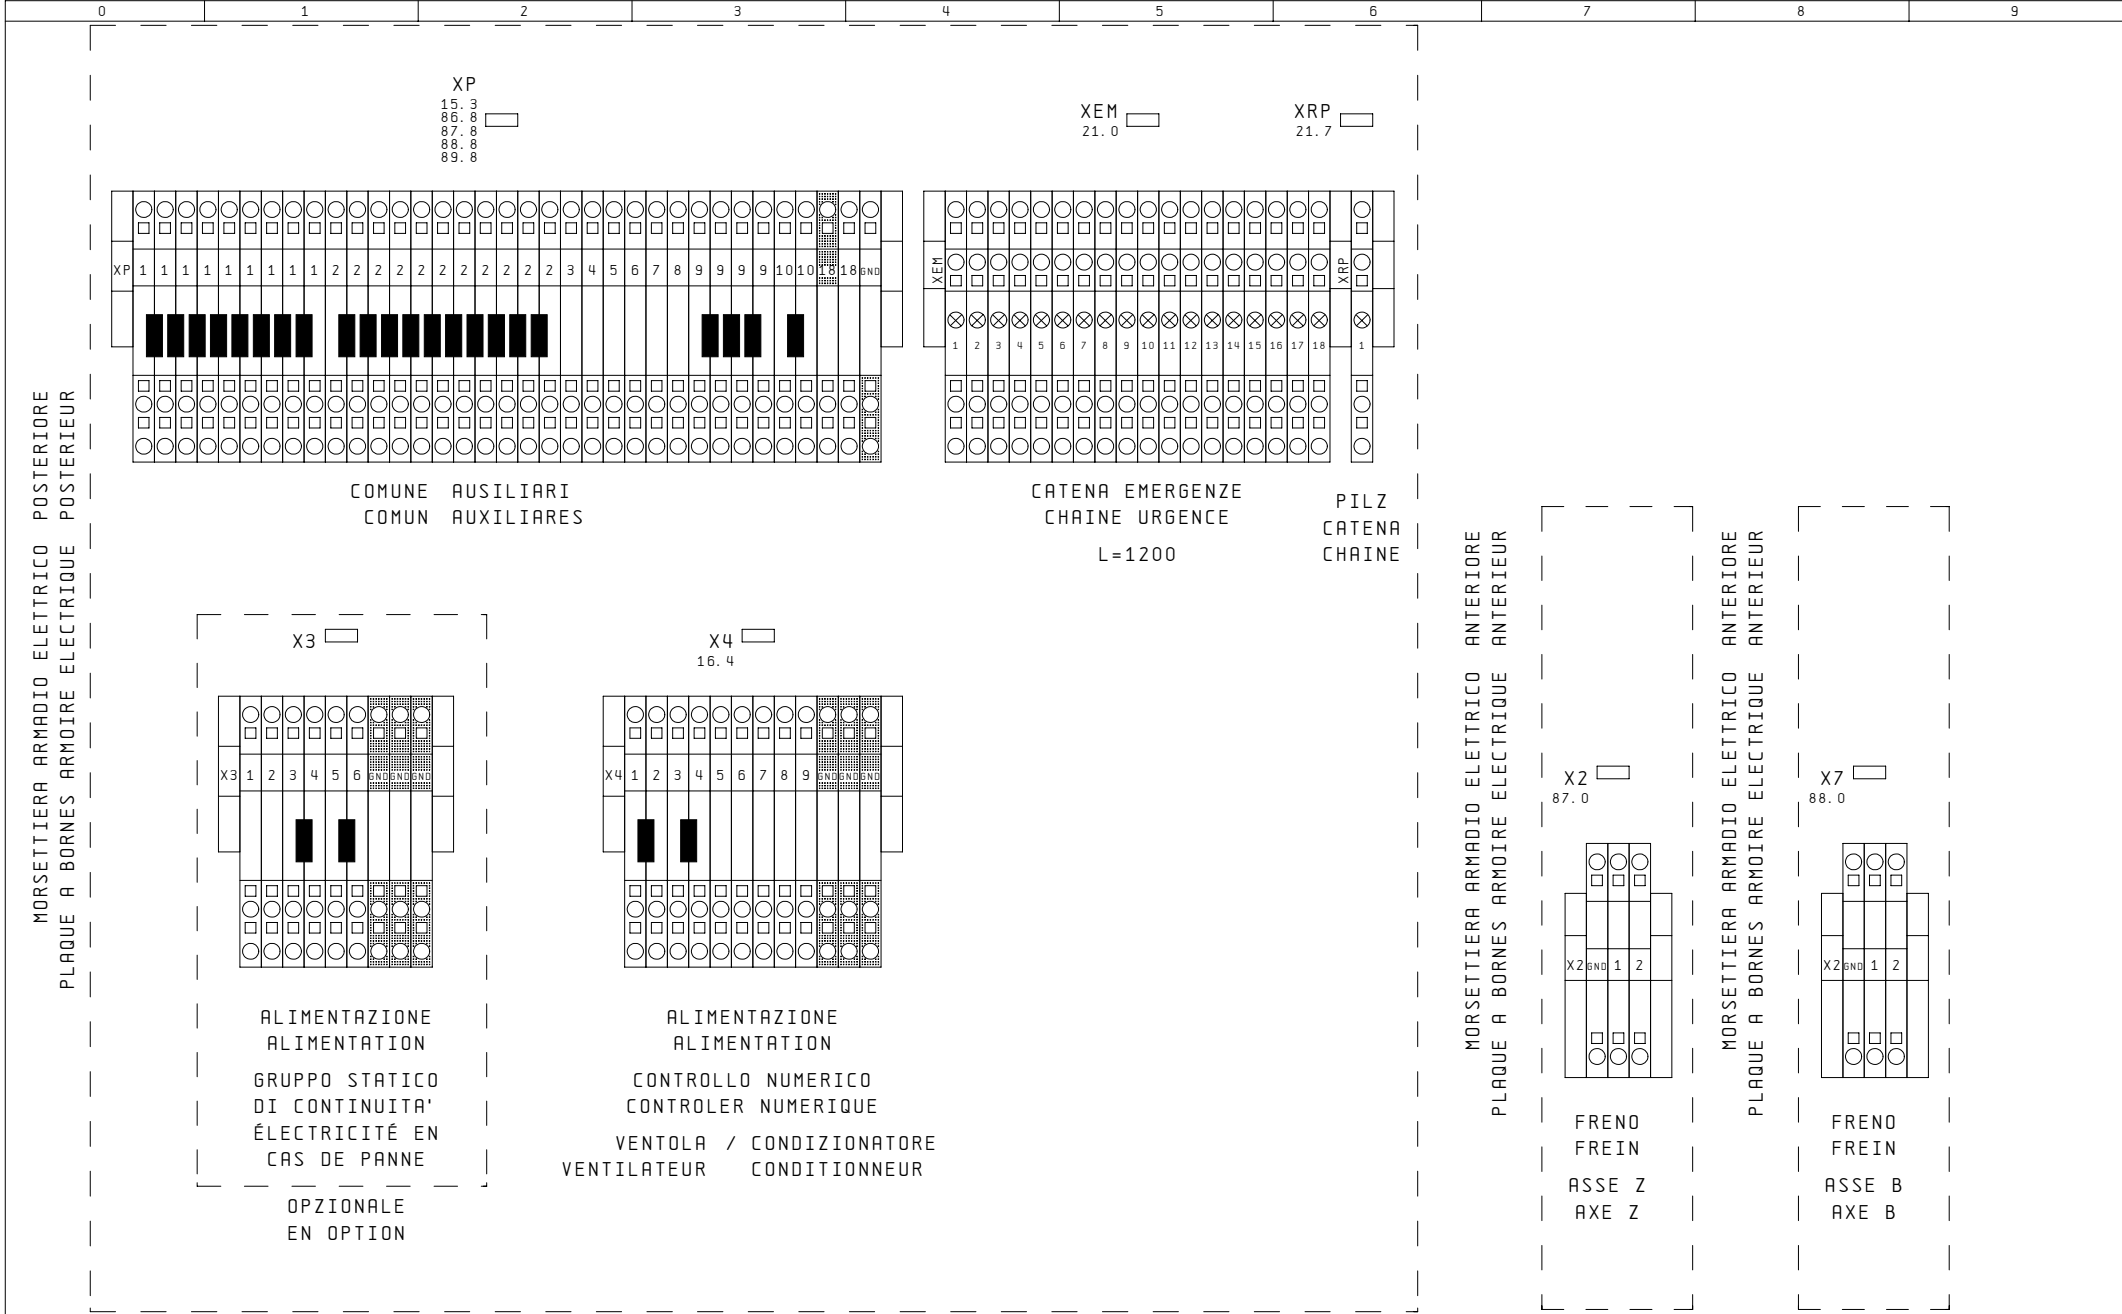 0 1 2 3 4 5 6 7 8 9
XP
15.3
86.8
87.8
88.8
89.8
XEM
21.0
XRP
21.7
XP 1 1 1 1 1 1 1 1 1 2 2 2 2 2 2 2 2 2 2 2 3 4 5 6 7 8 9 9 9 9 10 10 18 18 GND
XEM
1 2 3 4 5 6 7 8 9 10 11 12 13 14 15 16 17 18
XRP
1
COMUNE AUSILIARI
COMUN AUXILIARES
CATENA EMERGENZE
CHAINE URGENCE
L=1200
PILZ
CATENA
CHAINE
MORSETTIERA ARMADIO ELETTRICO POSTERIORE
PLAQUE A BORNES ARMOIRE ELECTRIQUE POSTERIEUR
X3
X3 1 2 3 4 5 6 GND GND GND
ALIMENTAZIONE
ALIMENTATION
GRUPPO STATICO
DI CONTINUITA'
ÉLECTRICITÉ EN
CAS DE PANNE
OPZIONALE
EN OPTION
X4
16.4
X4 1 2 3 4 5 6 7 8 9 GND GND GND
ALIMENTAZIONE
ALIMENTATION
CONTROLLO NUMERICO
CONTROLER NUMERIQUE
VENTOLA / CONDIZIONATORE
VENTILATEUR CONDITIONNEUR
MORSETTIERA ARMADIO ELETTRICO ANTERIORE
PLAQUE A BORNES ARMOIRE ELECTRIQUE ANTERIEUR
X2
87.0
X2 GND 1 2
FRENO
FREIN
ASSE Z
AXE Z
MORSETTIERA ARMADIO ELETTRICO ANTERIORE
PLAQUE A BORNES ARMOIRE ELECTRIQUE ANTERIEUR
X7
88.0
X2 GND 1 2
FRENO
FREIN
ASSE B
AXE B